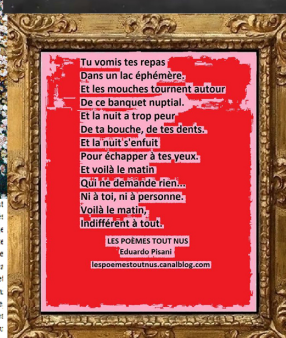 Tu vomis tes repas
Dans un lac éphémère.
Et les mouches tournent autour
De ce banquet nuptial.
Et la nuit a trop peur
De ta bouche, de tes dents.
Et la nuit s'enfuit
Pour échapper à tes yeux.
Et voilà le matin
Qui ne demande rien...
Ni à toi, ni à personne.
Voilà le matin,
Indifférent à tout.
LES POÈMES TOUT NUS
Eduardo Pisani
lespoemestoutnus.canalblog.com